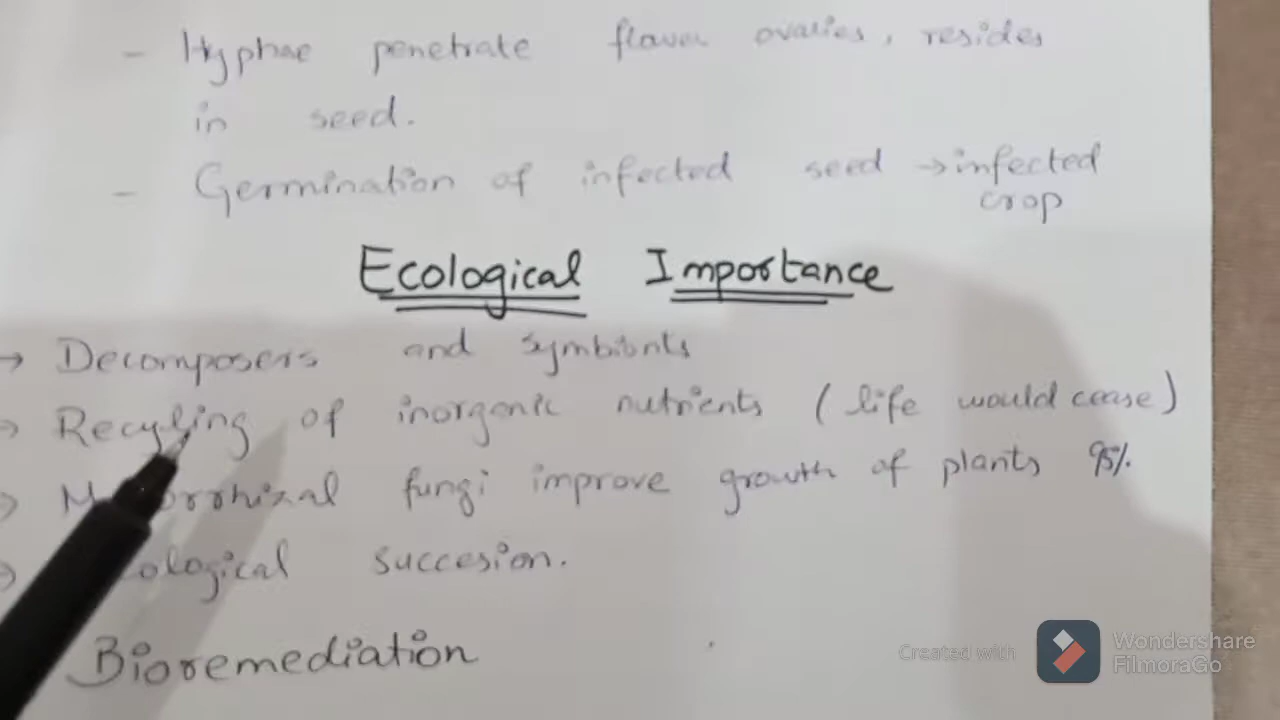 - Hyphae penetrate flower ovaries, resides
in seed.
- Germination of infected seed → infected
crop
Ecological Importance
→ Decomposers and symbionts
→ Recyling of inorganic nutrients (life would cease)
→ fungi improve growth of plants 95%
→ succesion.
Bioremediation
Created with Wondershare
FilmoraGo